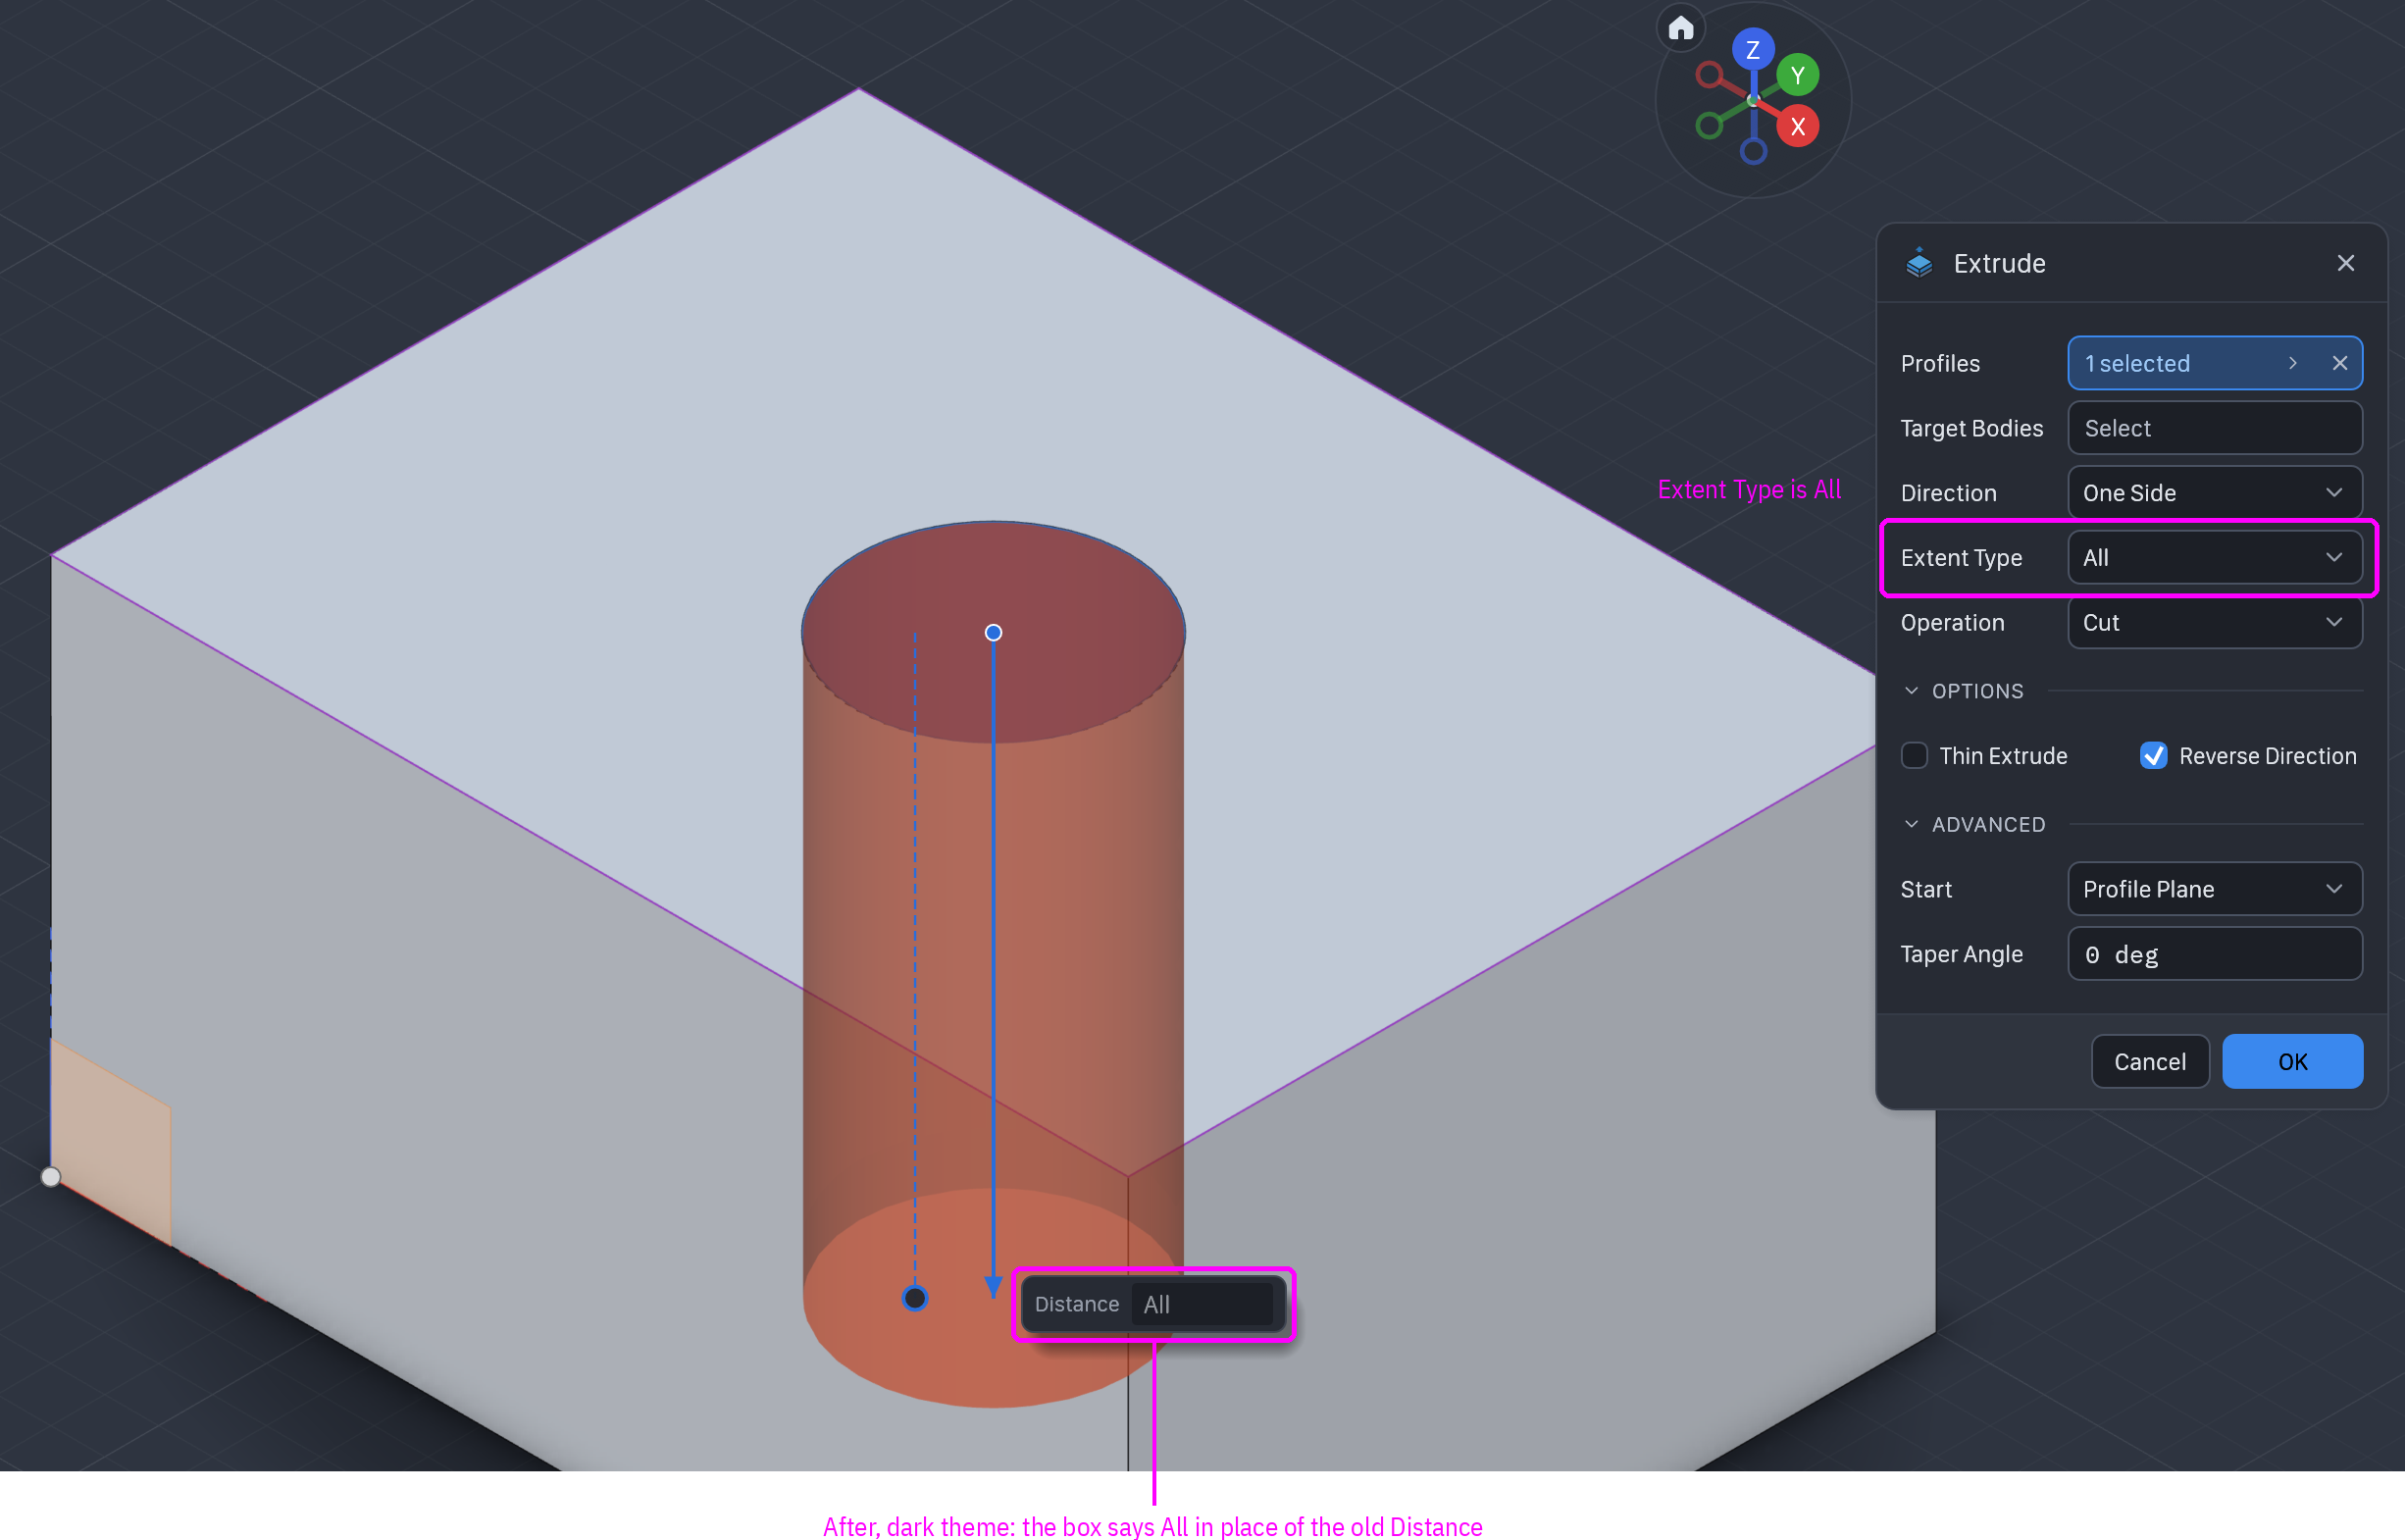 Z
Y
X
Extrude
Profiles 1 selected
Target Bodies Select
Extent Type is All
Direction One Side
Extent Type All
Operation Cut
OPTIONS
Thin Extrude Reverse Direction
ADVANCED
Start Profile Plane
Taper Angle 0 deg
Cancel OK
Distance All
After, dark theme: the box says All in place of the old Distance